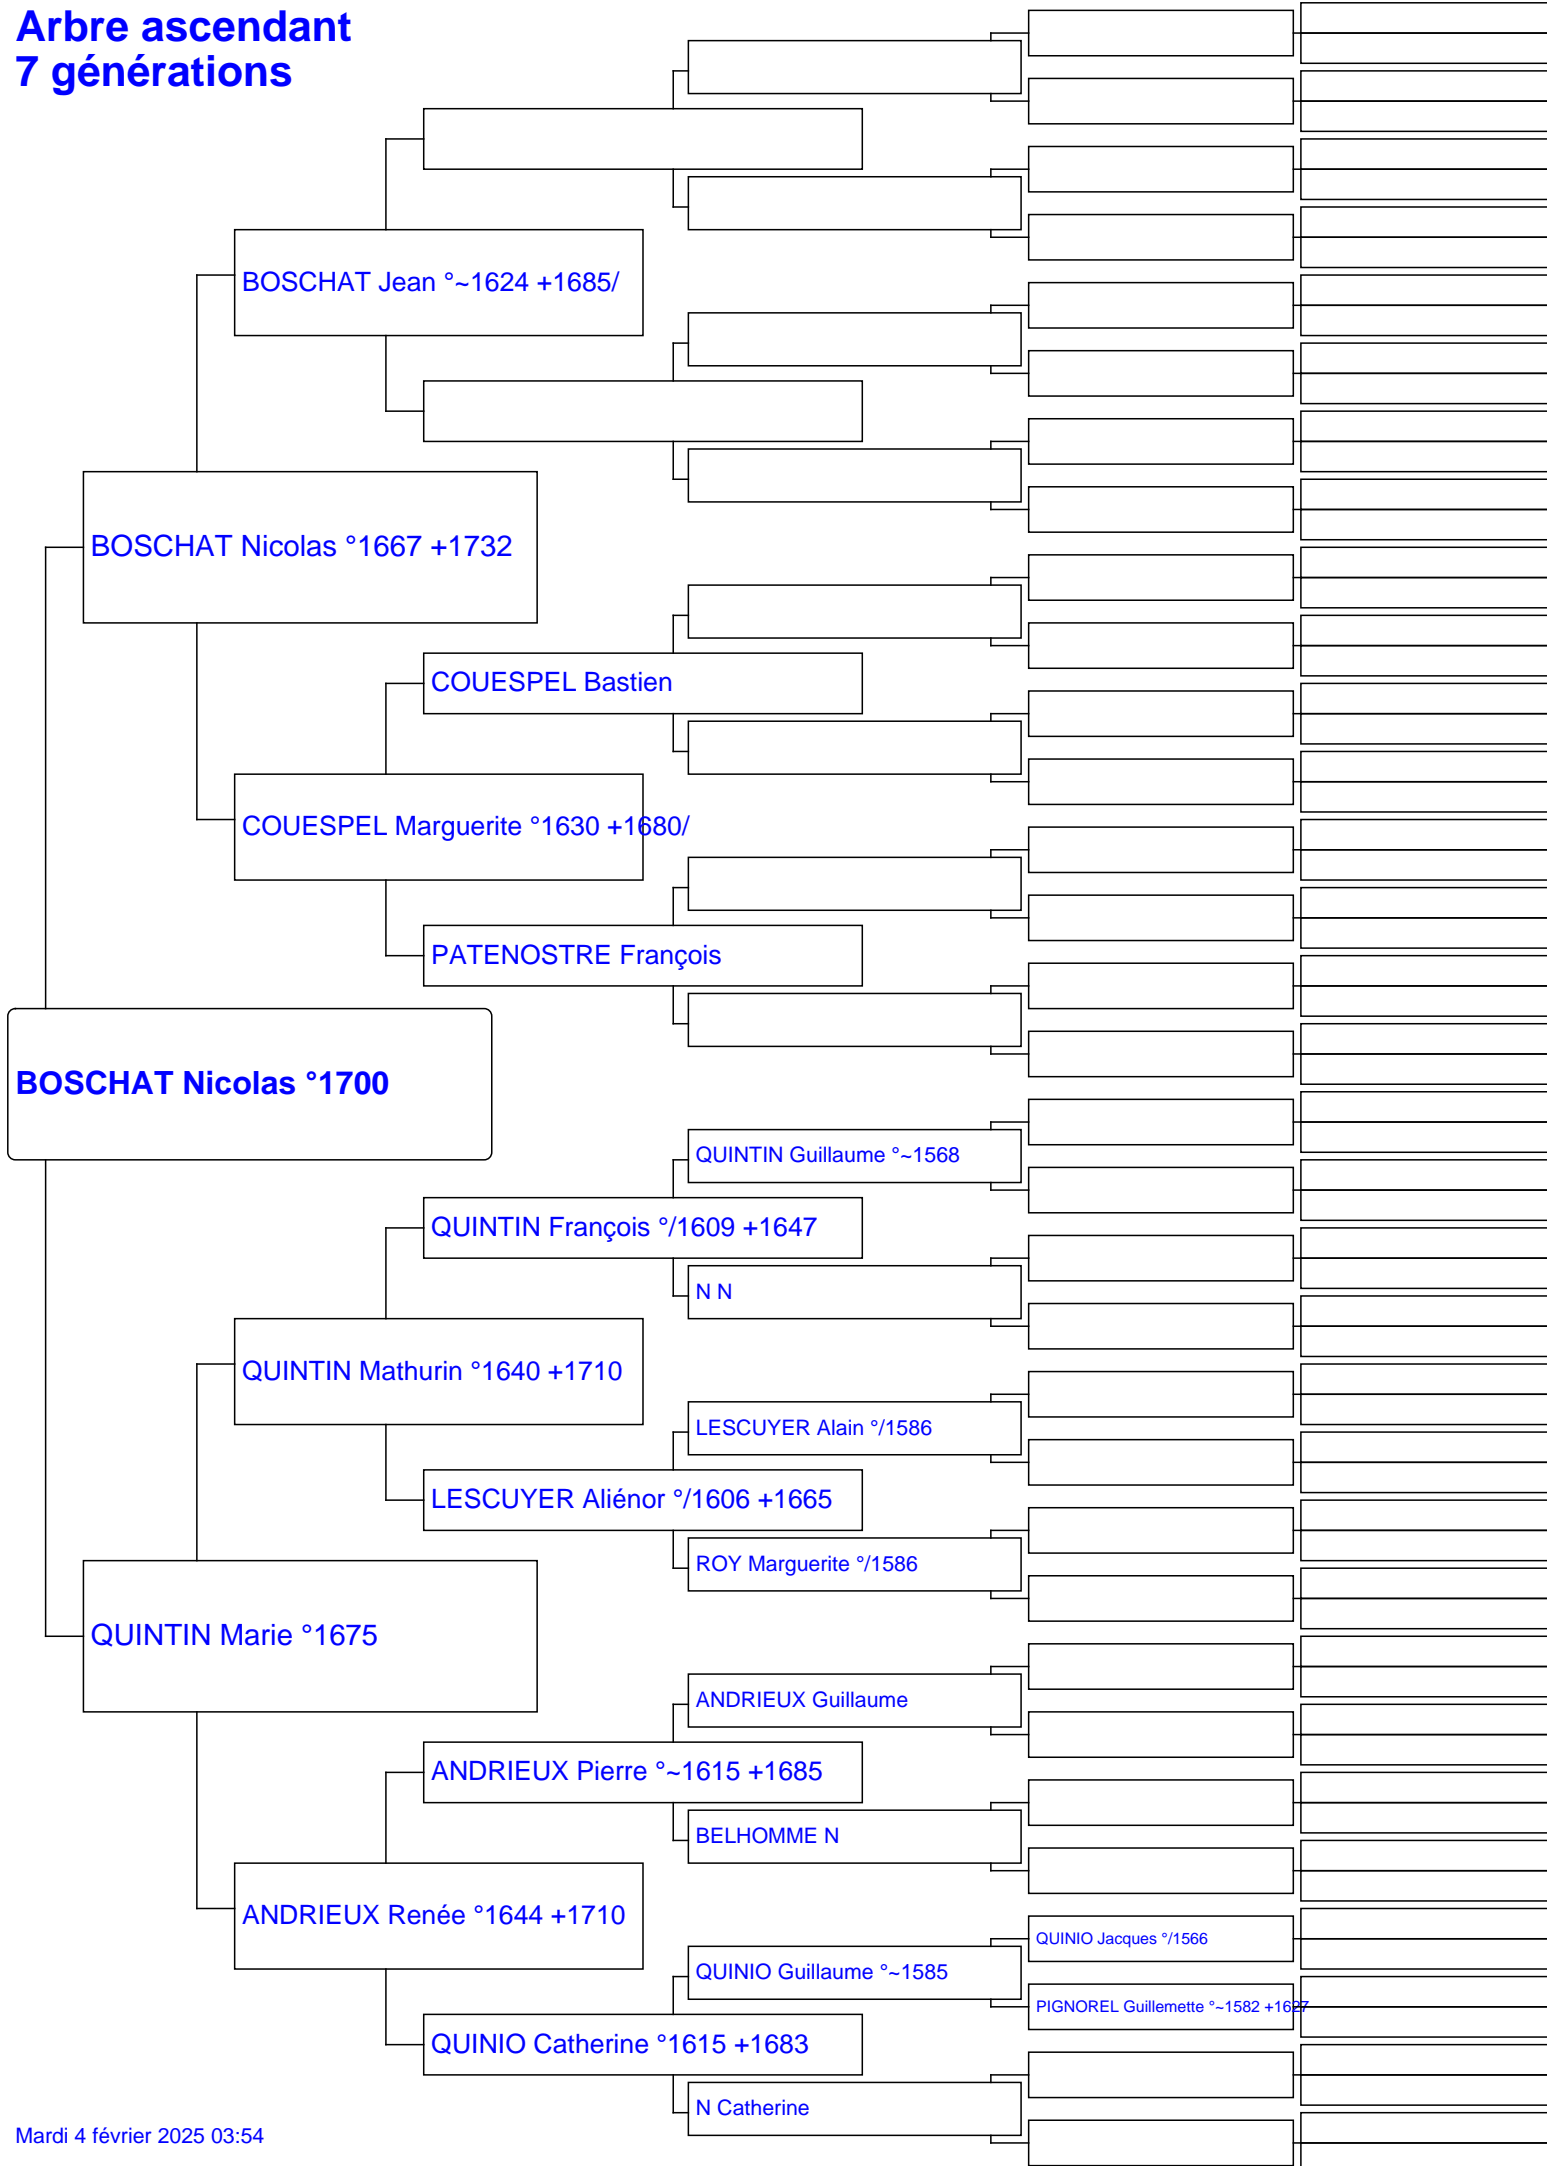 Arbre ascendant
7 générations
BOSCHAT Jean °~1624 +1685/
BOSCHAT Nicolas °1667 +1732
COUESPEL Bastien
COUESPEL Marguerite °1630 +1680/
PATENOSTRE François
BOSCHAT Nicolas °1700
QUINTIN Guillaume °~1568
QUINTIN François °/1609 +1647
N N
QUINTIN Mathurin °1640 +1710
LESCUYER Alain °/1586
LESCUYER Aliénor °/1606 +1665
ROY Marguerite °/1586
QUINTIN Marie °1675
ANDRIEUX Guillaume
ANDRIEUX Pierre °~1615 +1685
BELHOMME N
ANDRIEUX Renée °1644 +1710
QUINIO Jacques °/1566
QUINIO Guillaume °~1585
PIGNOREL Guillemette °~1582 +1627
QUINIO Catherine °1615 +1683
N Catherine
Mardi 4 février 2025 03:54